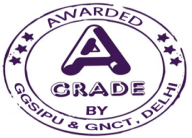 AWARDED
A
GRADE
BY
GGSIPU & GNCT, DELHI